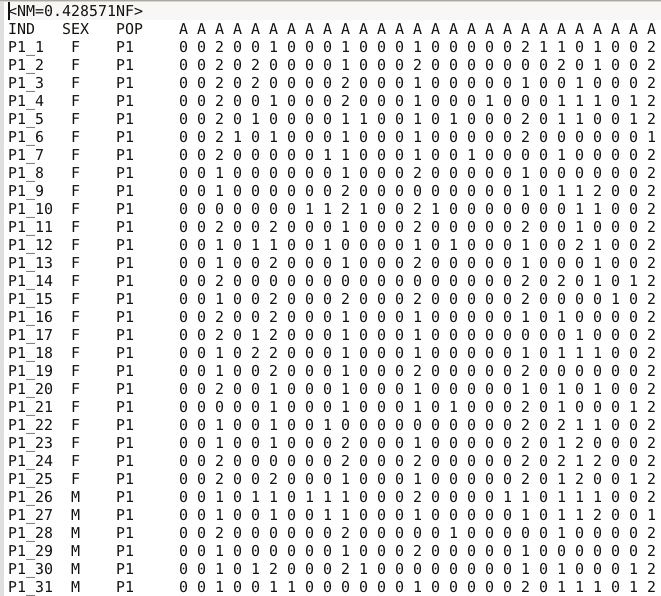 <NM=0.428571NF>
IND SEX POP A A A A A A A A A A A A A A A A A A A A A A A A A A A
P1_1 F P1 0 0 2 0 0 1 0 0 0 1 0 0 0 1 0 0 0 0 0 2 1 1 0 1 0 0 2
P1_2 F P1 0 0 2 0 2 0 0 0 0 1 0 0 0 2 0 0 0 0 0 0 0 2 0 1 0 0 2
P1_3 F P1 0 0 2 0 2 0 0 0 0 2 0 0 0 1 0 0 0 0 0 1 0 0 1 0 0 0 2
P1_4 F P1 0 0 2 0 0 1 0 0 0 2 0 0 0 1 0 0 0 1 0 0 0 1 1 1 0 1 2
P1_5 F P1 0 0 2 0 1 0 0 0 0 1 1 0 0 1 0 1 0 0 0 2 0 1 1 0 0 1 2
P1_6 F P1 0 0 2 1 0 1 0 0 0 1 0 0 0 1 0 0 0 0 0 2 0 0 0 0 0 0 1
P1_7 F P1 0 0 2 0 0 0 0 0 1 1 0 0 0 1 0 0 1 0 0 0 0 1 0 0 0 0 2
P1_8 F P1 0 0 1 0 0 0 0 0 0 1 0 0 0 2 0 0 0 0 0 1 0 0 0 0 0 0 2
P1_9 F P1 0 0 1 0 0 0 0 0 0 2 0 0 0 0 0 0 0 0 0 1 0 1 1 2 0 0 2
P1_10 F P1 0 0 0 0 0 0 0 1 1 2 1 0 0 2 1 0 0 0 0 0 0 0 1 1 0 0 2
P1_11 F P1 0 0 2 0 0 2 0 0 0 1 0 0 0 2 0 0 0 0 0 2 0 0 1 0 0 0 2
P1_12 F P1 0 0 1 0 1 1 0 0 1 0 0 0 0 1 0 1 0 0 0 1 0 0 2 1 0 0 2
P1_13 F P1 0 0 1 0 0 2 0 0 0 1 0 0 0 2 0 0 0 0 0 1 0 0 0 1 0 0 2
P1_14 F P1 0 0 2 0 0 0 0 0 0 0 0 0 0 0 0 0 0 0 0 2 0 2 0 1 0 1 2
P1_15 F P1 0 0 1 0 0 2 0 0 0 2 0 0 0 2 0 0 0 0 0 2 0 0 0 0 1 0 2
P1_16 F P1 0 0 2 0 0 2 0 0 0 1 0 0 0 2 0 0 0 0 0 1 0 1 0 0 0 0 2
P1_17 F P1 0 0 2 0 1 2 0 0 0 0 0 0 0 1 0 0 0 0 0 0 0 0 1 0 0 0 2
P1_18 F P1 0 0 1 0 2 2 0 0 0 1 0 0 0 1 0 0 0 0 0 1 0 1 1 1 0 0 2
P1_19 F P1 0 0 1 0 0 2 0 0 0 1 0 0 0 2 0 0 0 0 0 2 0 0 0 0 0 0 2
P1_20 F P1 0 0 2 0 0 1 0 0 0 1 0 0 0 1 0 0 0 0 0 1 0 1 0 1 0 0 2
P1_21 F P1 0 0 0 0 0 1 0 0 0 1 0 0 0 1 0 1 0 0 0 2 0 1 0 0 0 1 2
P1_22 F P1 0 0 1 0 0 1 0 0 1 0 0 0 0 0 0 0 0 0 0 2 0 2 1 1 0 0 2
P1_23 F P1 0 0 1 0 0 1 0 0 0 2 0 0 0 1 0 0 0 0 0 2 0 1 2 0 0 0 2
P1_24 F P1 0 0 2 0 0 0 0 0 0 2 0 0 0 2 0 0 0 0 0 2 0 2 1 2 0 0 2
P1_25 F P1 0 0 2 0 0 2 0 0 0 1 0 0 0 1 0 0 0 0 0 2 0 1 2 0 0 1 2
P1_26 M P1 0 0 1 0 1 1 0 1 1 1 0 0 0 2 0 0 0 0 1 1 0 1 1 1 0 0 2
P1_27 M P1 0 0 1 0 0 1 0 0 1 1 0 0 0 1 0 0 0 0 0 1 0 1 1 2 0 0 1
P1_28 M P1 0 0 2 0 0 0 0 0 0 2 0 0 0 0 0 1 0 0 0 0 0 1 0 0 0 0 2
P1_29 M P1 0 0 1 0 0 0 0 0 0 1 0 0 0 2 0 0 0 0 0 1 0 0 0 0 0 0 2
P1_30 M P1 0 0 1 0 1 2 0 0 0 2 1 0 0 0 0 0 0 0 0 1 0 1 0 0 0 1 2
P1_31 M P1 0 0 1 0 0 1 1 0 0 0 0 0 0 1 0 0 0 0 0 2 0 1 1 1 0 1 2